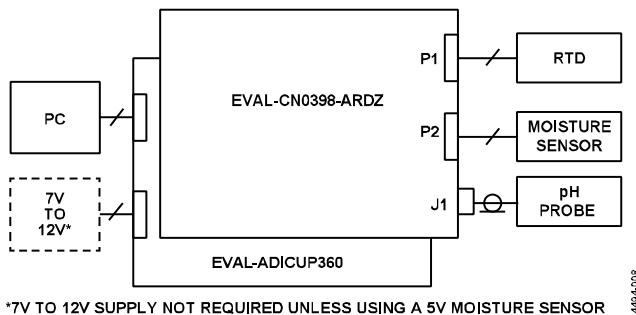 P1
RTD
EVAL-CN0398-ARDZ
PC
P2
MOISTURE
SENSOR
7V
TO
12V*
J1
pH
PROBE
EVAL-ADICUP360
*7V TO 12V SUPPLY NOT REQUIRED UNLESS USING A 5V MOISTURE SENSOR